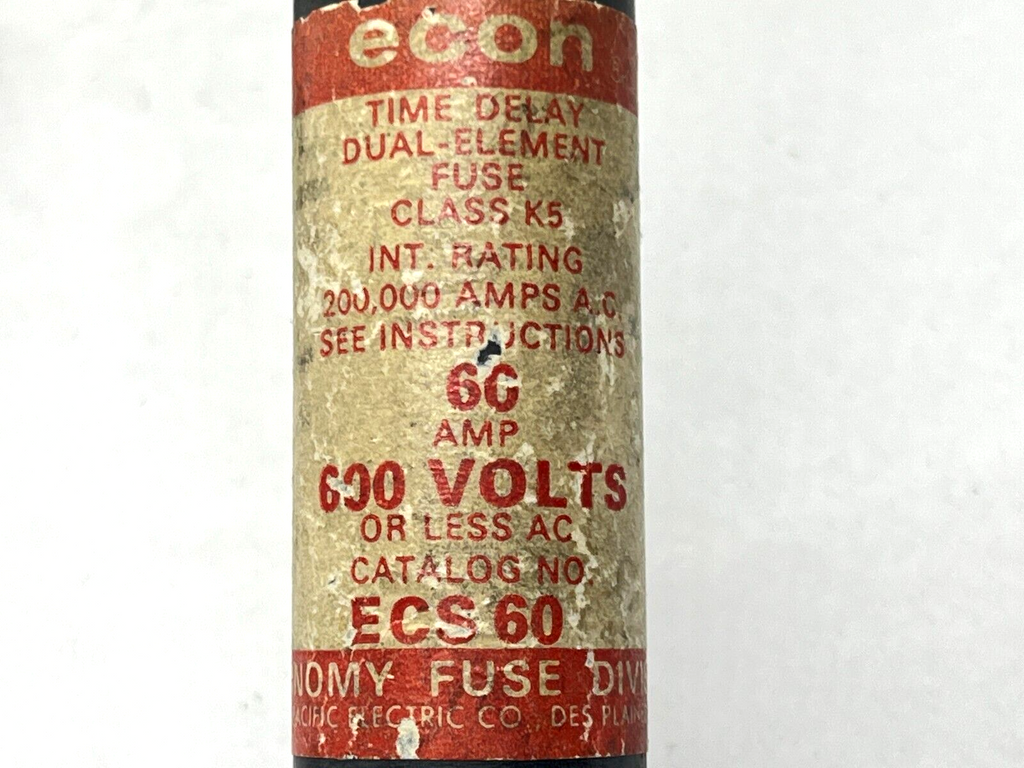 econ
TIME DELAY
DUAL-ELEMENT
FUSE
CLASS K5
INT. RATING
200,000 AMPS A.C.
SEE INSTRUCTIONS
60
AMP
600 VOLTS
OR LESS AC
CATALOG NO.
ECS 60
NOMY FUSE DIVI
ACIFIC ELECTRIC CO., DES PLAIN